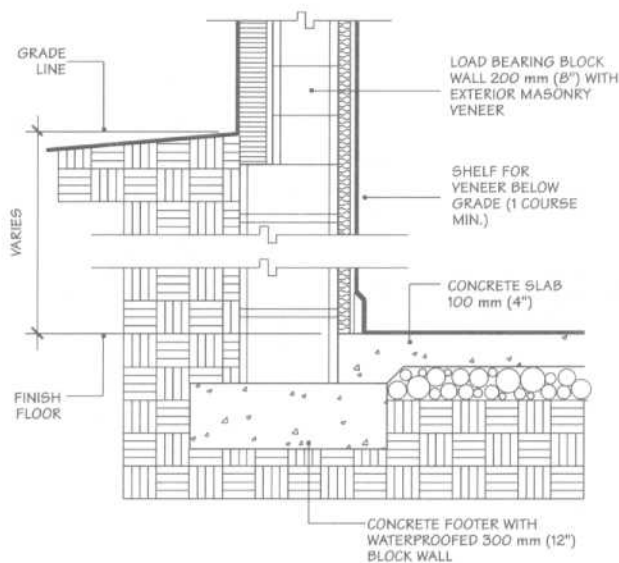 GRADE
LINE
LOAD BEARING BLOCK
WALL 200 mm (8") WITH
EXTERIOR MASONRY
VENEER
SHELF FOR
VENEER BELOW
GRADE (1 COURSE
MIN.)
VARIES
CONCRETE SLAB
100 mm (4")
FINISH
FLOOR
CONCRETE FOOTER WITH
WATERPROOFED 300 mm (12")
BLOCK WALL